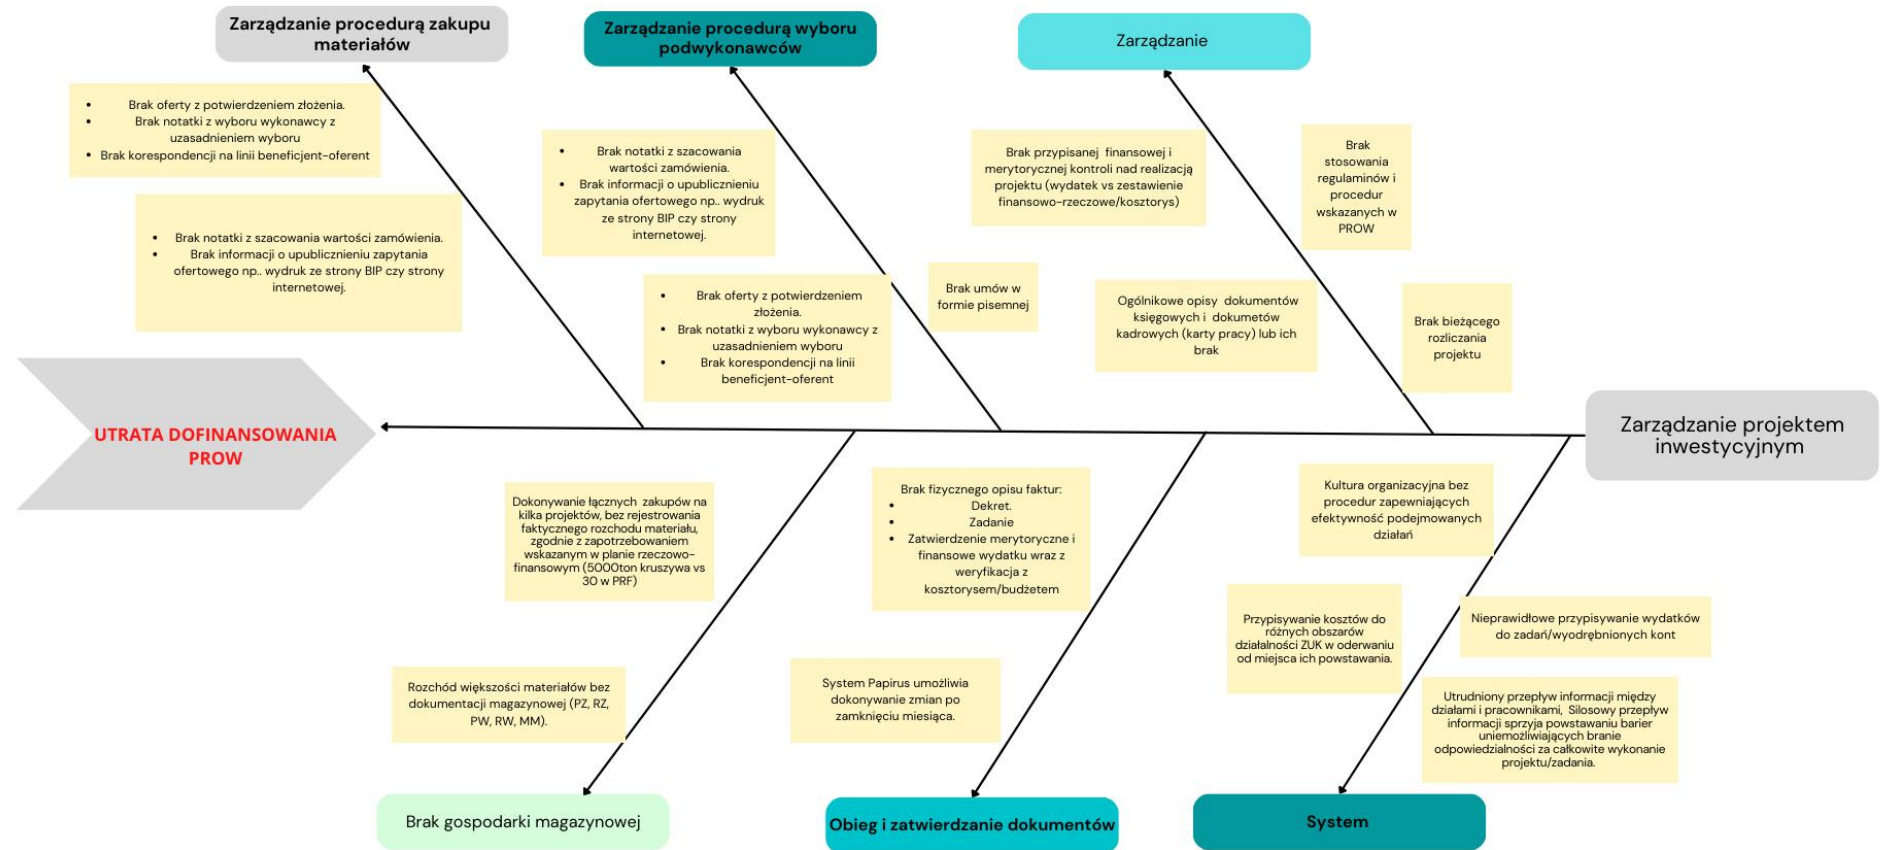 Zarządzanie procedurą zakupu
materiałów
Zarządzanie procedurą wyboru
podwykonawców
Zarządzanie
• Brak oferty z potwierdzeniem złożenia.
• Brak notatki z wyboru wykonawcy z
uzasadnieniem wyboru
• Brak korespondencji na linii beneficjent-oferent
• Brak notatki z szacowania wartości zamówienia.
• Brak informacji o upublicznieniu zapytania
ofertowego np.. wydruk ze strony BIP czy strony
internetowej.
• Brak notatki z szacowania
wartości zamówienia.
• Brak informacji o upublicznieniu
zapytania ofertowego np.. wydruk
ze strony BIP czy strony
internetowej.
• Brak oferty z potwierdzeniem
złożenia.
• Brak notatki z wyboru wykonawcy z
uzasadnieniem wyboru
• Brak korespondencji na linii
beneficjent-oferent
Brak umów w
formie pisemnej
Brak przypisanej finansowej i
merytorycznej kontroli nad realizacją
projektu (wydatek vs zestawienie
finansowo-rzeczowe/kosztorys)
Brak
stosowania
regulaminów i
procedur
wskazanych w
PROW
Ogólnikowe opisy dokumentów
księgowych i dokumetów
kadrowych (karty pracy) lub ich
brak
Brak bieżącego
rozliczania
projektu
UTRATA DOFINANSOWANIA
PROW
Zarządzanie projektem
inwestycyjnym
Dokonywanie łącznych zakupów na
kilka projektów, bez rejestrowania
faktycznego rozchodu materiału,
zgodnie z zapotrzebowaniem
wskazanym w planie rzeczowo-
finansowym (5000ton kruszywa vs
30 w PRF)
Rozchód większości materiałów bez
dokumentacji magazynowej (PZ, RZ,
PW, RW, MM).
Brak fizycznego opisu faktur:
• Dekret.
• Zadanie
• Zatwierdzenie merytoryczne i
finansowe wydatku wraz z
weryfikacja z
kosztorysem/budżetem
System Papirus umożliwia
dokonywanie zmian po
zamknięciu miesiąca.
Kultura organizacyjna bez
procedur zapewniających
efektywność podejmowanych
działań
Przypisywanie kosztów do
różnych obszarów
działalności ZUK w oderwaniu
od miejsca ich powstawania.
Nieprawidłowe przypisywanie wydatków
do zadań/wyodrębnionych kont
Utrudniony przepływ informacji między
działami i pracownikami, Silosowy przepływ
informacji sprzyja powstawaniu barier
uniemożliwiających branie
odpowiedzialności za całkowite wykonanie
projektu/zadania.
Brak gospodarki magazynowej
Obieg i zatwierdzanie dokumentów
System